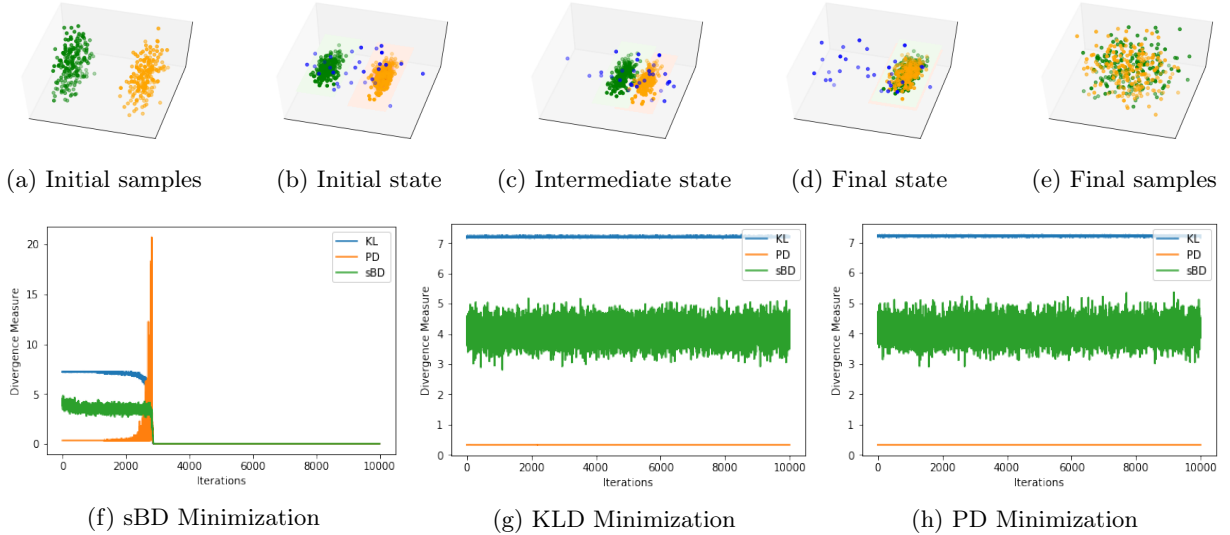 (a) Initial samples
(b) Initial state
(c) Intermediate state
(d) Final state
(e) Final samples
20
15
10
5
0
Divergence Measure
KL
PD
sBD
0 2000 4000 6000 8000 10000
Iterations
(f) sBD Minimization
7
6
5
4
3
2
1
0
Divergence Measure
KL
PD
sBD
0 2000 4000 6000 8000 10000
Iterations
(g) KLD Minimization
7
6
5
4
3
2
1
0
Divergence Measure
KL
PD
sBD
0 2000 4000 6000 8000 10000
Iterations
(h) PD Minimization